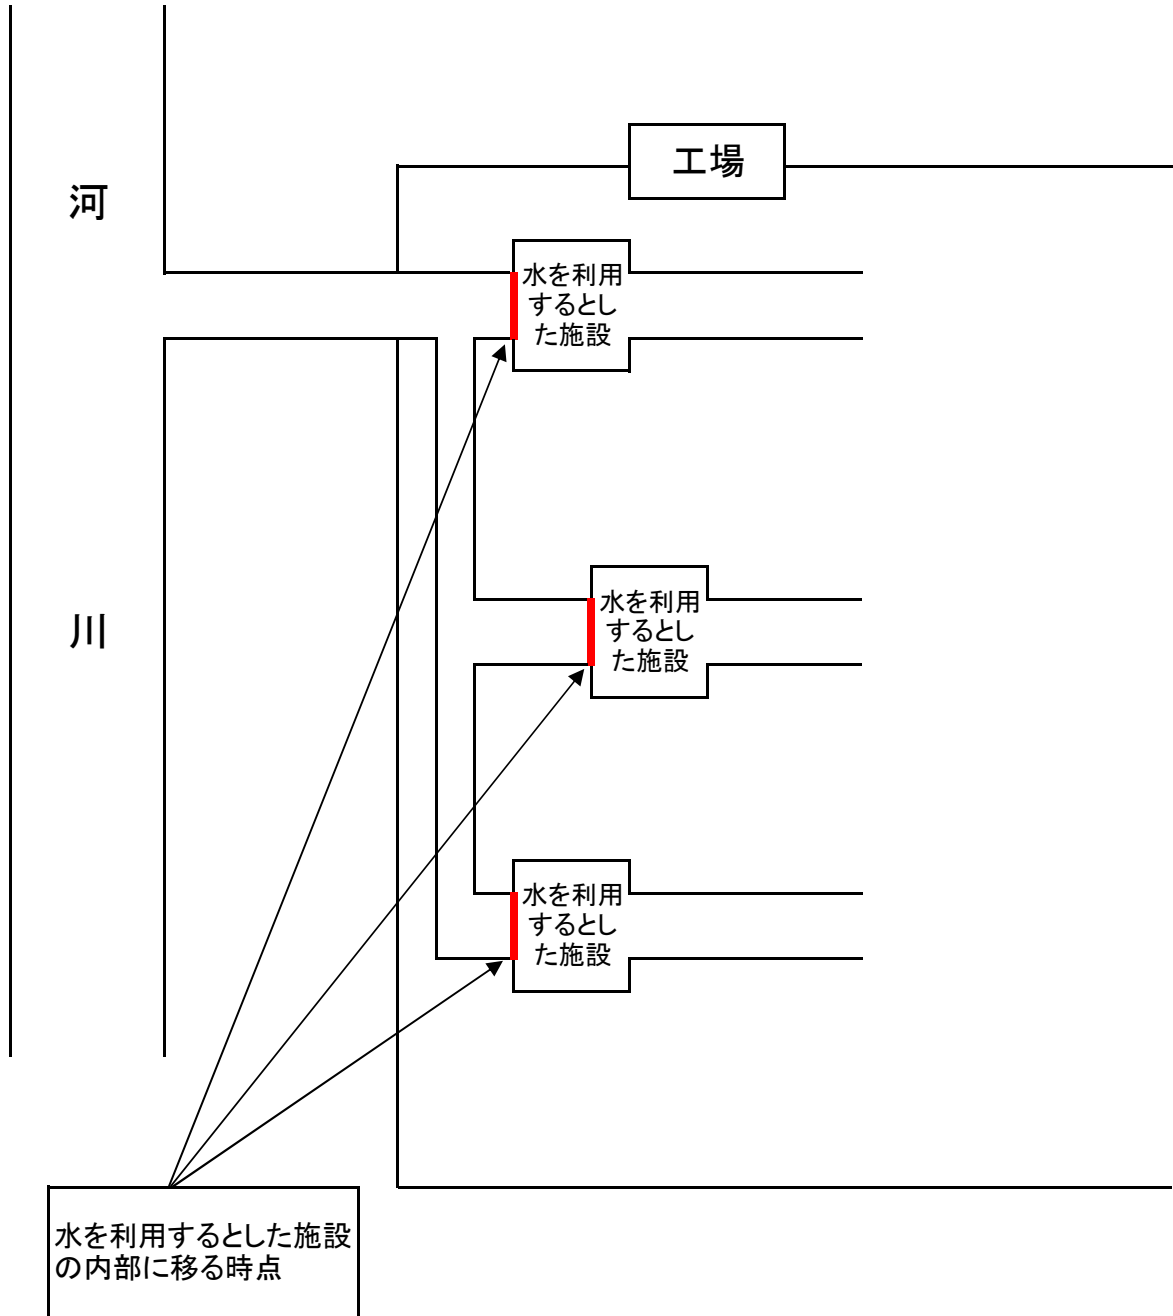 工場
河
水を利用
するとし
た施設
水を利用
するとし
た施設
川
水を利用
するとし
た施設
水を利用するとした施設
の内部に移る時点